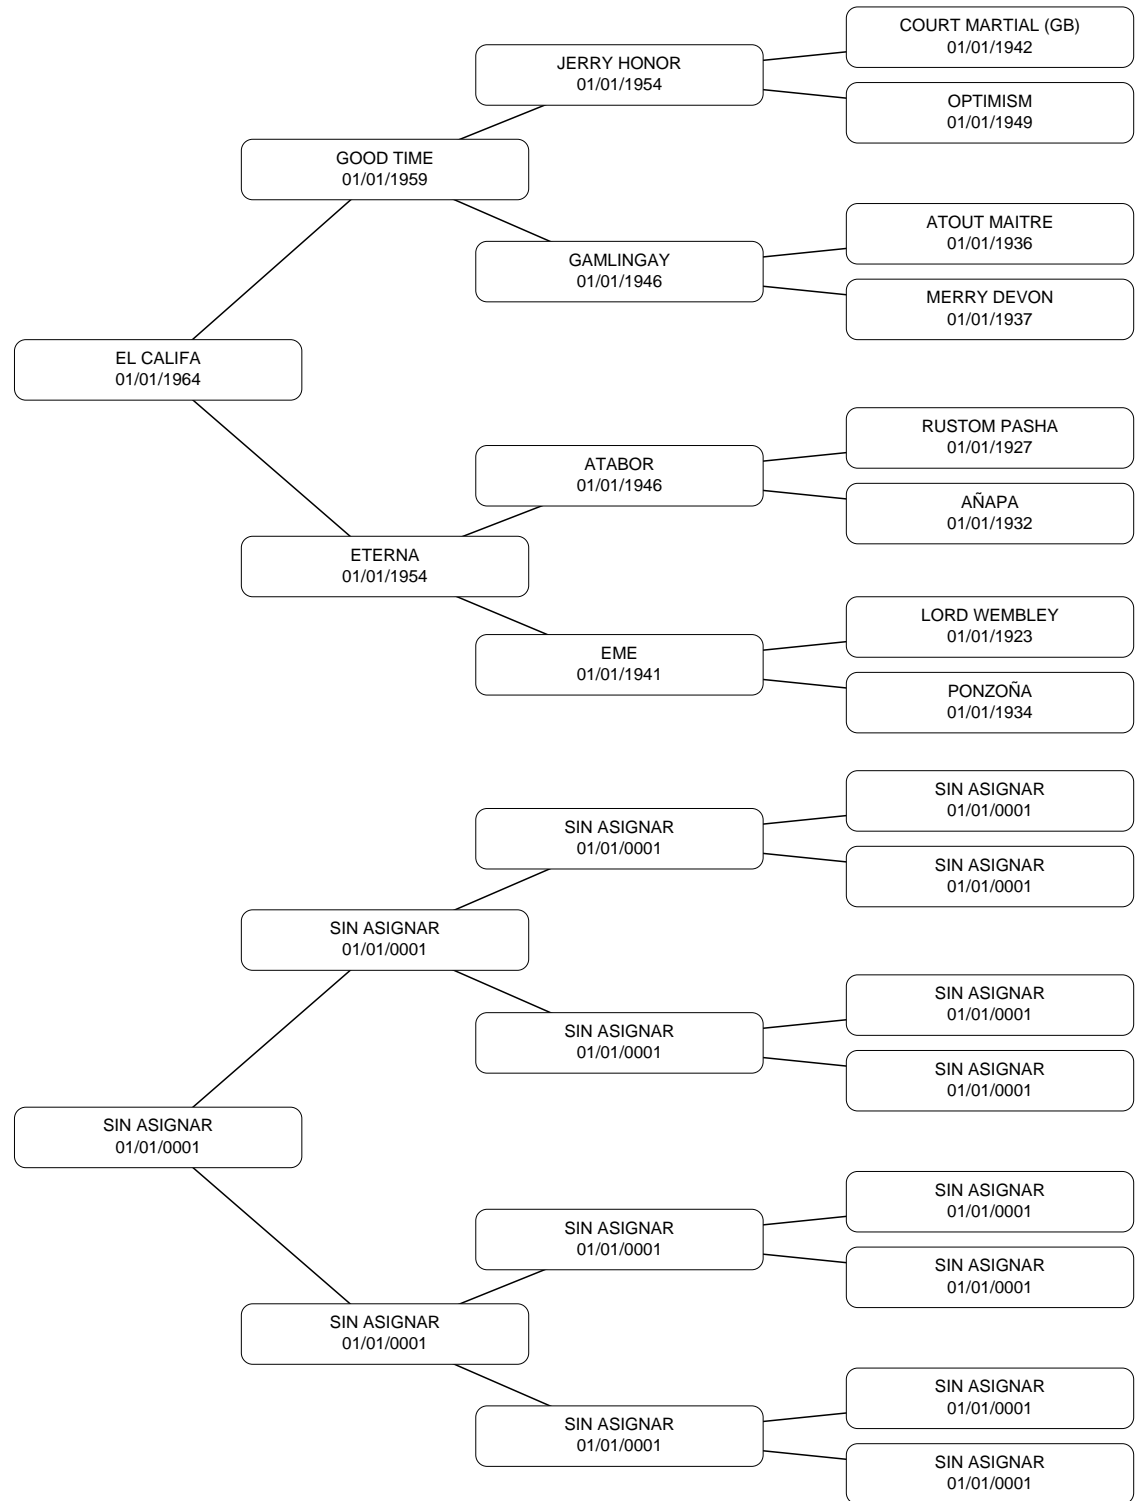 COURT MARTIAL (GB)
01/01/1942
JERRY HONOR
01/01/1954
OPTIMISM
01/01/1949
GOOD TIME
01/01/1959
ATOUT MAITRE
01/01/1936
GAMLINGAY
01/01/1946
MERRY DEVON
01/01/1937
EL CALIFA
01/01/1964
RUSTOM PASHA
01/01/1927
ATABOR
01/01/1946
AÑAPA
01/01/1932
ETERNA
01/01/1954
LORD WEMBLEY
01/01/1923
EME
01/01/1941
PONZOÑA
01/01/1934
SIN ASIGNAR
01/01/0001
SIN ASIGNAR
01/01/0001
SIN ASIGNAR
01/01/0001
SIN ASIGNAR
01/01/0001
SIN ASIGNAR
01/01/0001
SIN ASIGNAR
01/01/0001
SIN ASIGNAR
01/01/0001
SIN ASIGNAR
01/01/0001
SIN ASIGNAR
01/01/0001
SIN ASIGNAR
01/01/0001
SIN ASIGNAR
01/01/0001
SIN ASIGNAR
01/01/0001
SIN ASIGNAR
01/01/0001
SIN ASIGNAR
01/01/0001
SIN ASIGNAR
01/01/0001